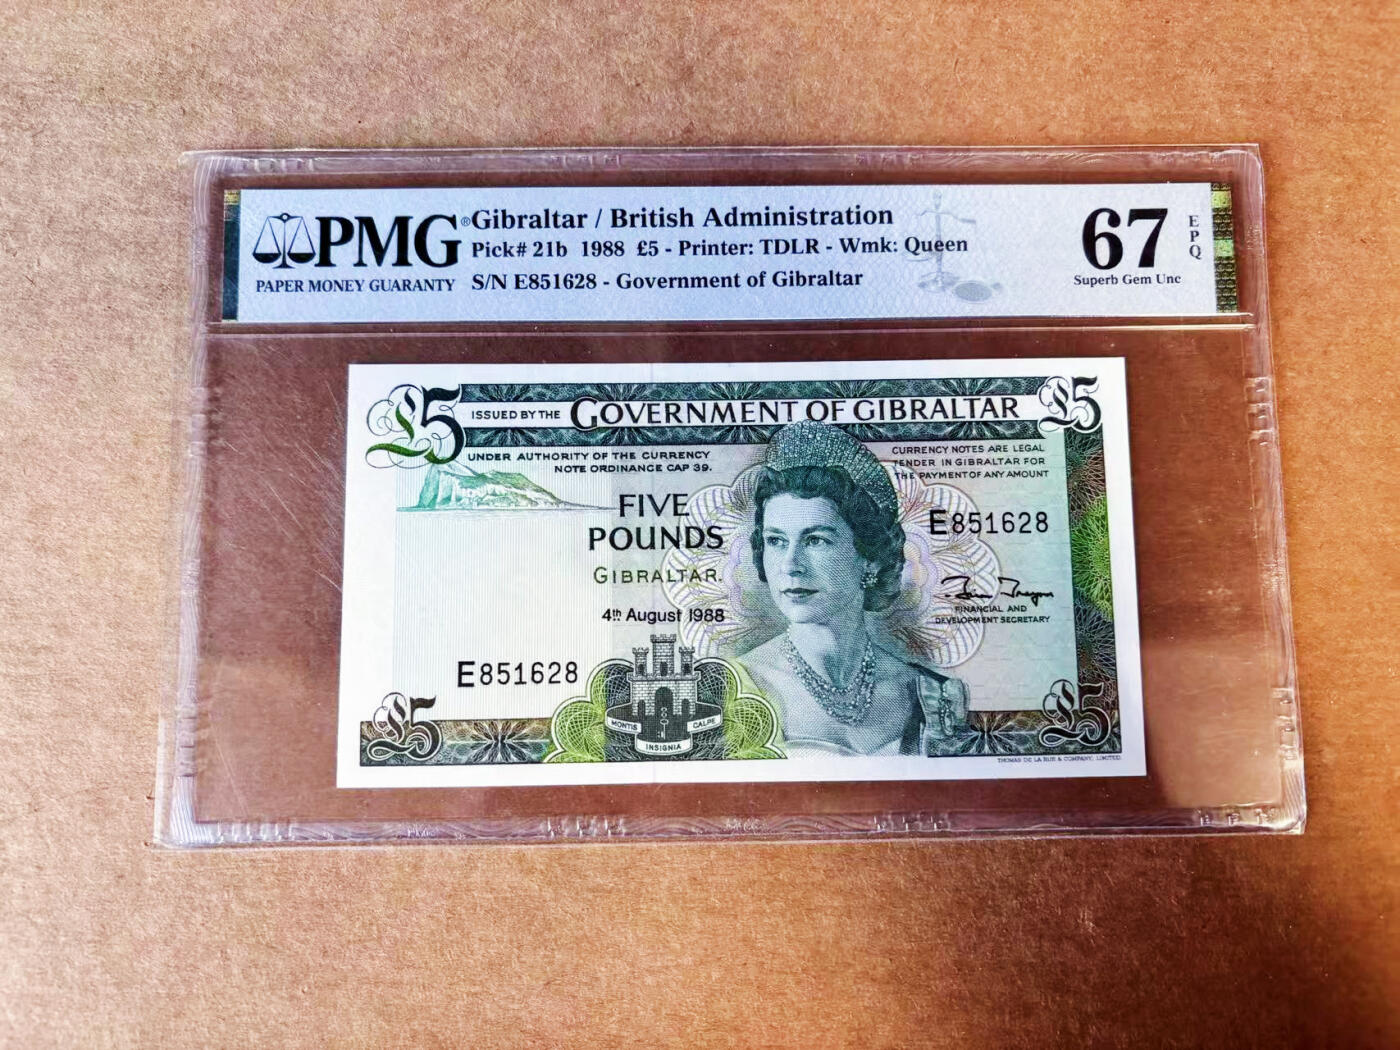 PMG® Gibraltar / British Administration
Pick# 21b 1988 £5 - Printer: TDLR - Wmk: Queen
PAPER MONEY GUARANTY S/N E851628 - Government of Gibraltar
67 EPQ
Superb Gem Unc
£5 ISSUED BY THE GOVERNMENT OF GIBRALTAR £5
UNDER AUTHORITY OF THE CURRENCY
NOTE ORDINANCE CAP 39.
CURRENCY NOTES ARE LEGAL
TENDER IN GIBRALTAR FOR
THE PAYMENT OF ANY AMOUNT
FIVE
POUNDS
GIBRALTAR.
4th August 1988
E851628
FINANCIAL AND
DEVELOPMENT SECRETARY
E851628
£5
MONTIS CALPE
INSIGNIA
£5
THOMAS DE LA RUE & COMPANY, LIMITED.